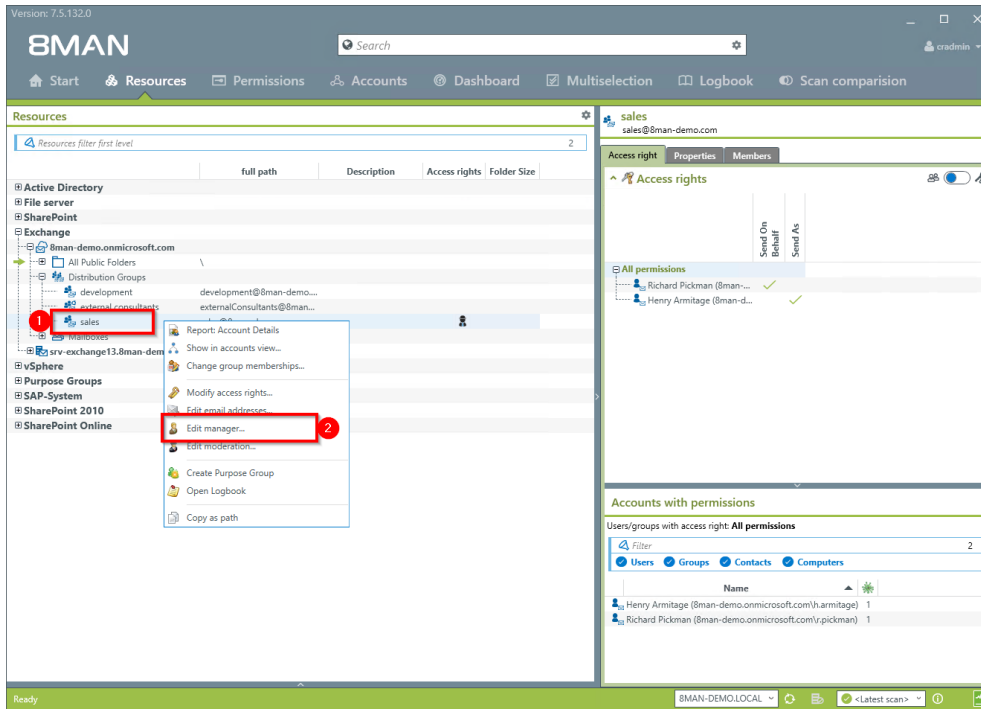 Version: 7.5.132.0
8MAN
Search
cradmin
Start Resources Permissions Accounts Dashboard Multiselection Logbook Scan comparision
Resources
Resources filter first level 2
full path Description Access rights Folder Size
Active Directory
File server
SharePoint
Exchange
8man-demo.onmicrosoft.com
All Public Folders \
Distribution Groups
development development@8man-demo....
external consultants externalConsultants@8man...
1 sales
Mailboxes
srv-exchange13.8man-dem
vSphere
Purpose Groups
SAP-System
SharePoint 2010
SharePoint Online
Report: Account Details
Show in accounts view...
Change group memberships...
Modify access rights...
Edit email addresses...
Edit manager... 2
Edit moderation...
Create Purpose Group
Open Logbook
Copy as path
sales
sales@8man-demo.com
Access right Properties Members
Access rights
Send On Behalf
Send As
All permissions
Richard Pickman (8man-...
Henry Armitage (8man-d...
Accounts with permissions
Users/groups with access right: All permissions
Filter 2
Users Groups Contacts Computers
Name
Henry Armitage (8man-demo.onmicrosoft.com\h.armitage) 1
Richard Pickman (8man-demo.onmicrosoft.com\r.pickman) 1
Ready 8MAN-DEMO.LOCAL <Latest scan>